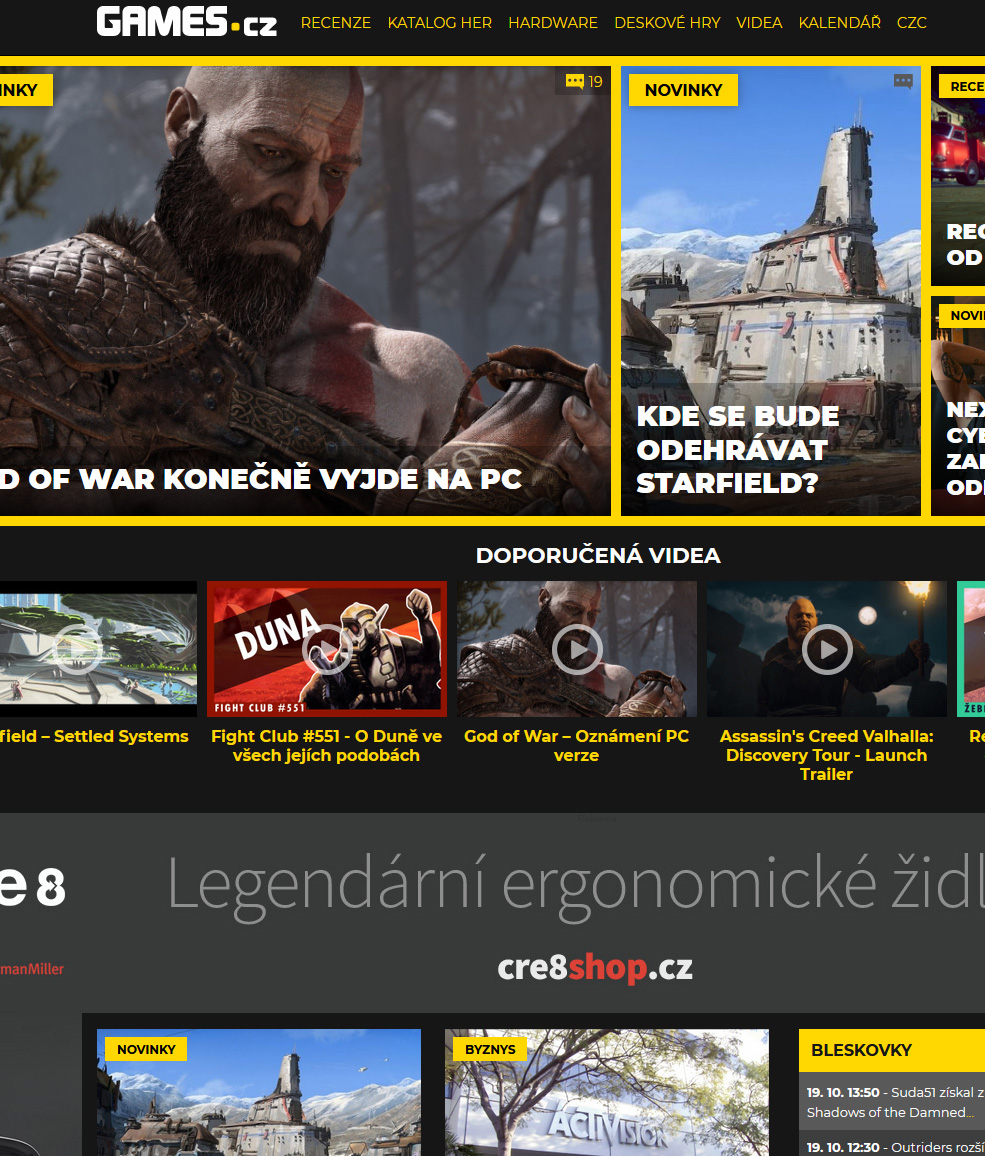 GAMES.cz
RECENZE KATALOG HER HARDWARE DESKOVÉ HRY VIDEA KALENDÁŘ CZC
INKY
19
D OF WAR KONEČNĚ VYJDE NA PC
NOVINKY
KDE SE BUDE
ODEHRÁVAT
STARFIELD?
RECE
REC
OD
NOVI
NEX
CYB
ZAB
ODE
DOPORUČENÁ VIDEA
DUNA
FIGHT CLUB #551
field – Settled Systems
Fight Club #551 - O Duně ve
všech jejích podobách
God of War – Oznámení PC
verze
Assassin's Creed Valhalla:
Discovery Tour - Launch
Trailer
ŽEB
Re
re8
Legendární ergonomické židl
manMiller
cre8shop.cz
NOVINKY
BYZNYS
ACTIVISION
BLESKOVKY
19. 10. 13:50 - Suda51 získal z
Shadows of the Damned...
19. 10. 12:30 - Outriders rozší